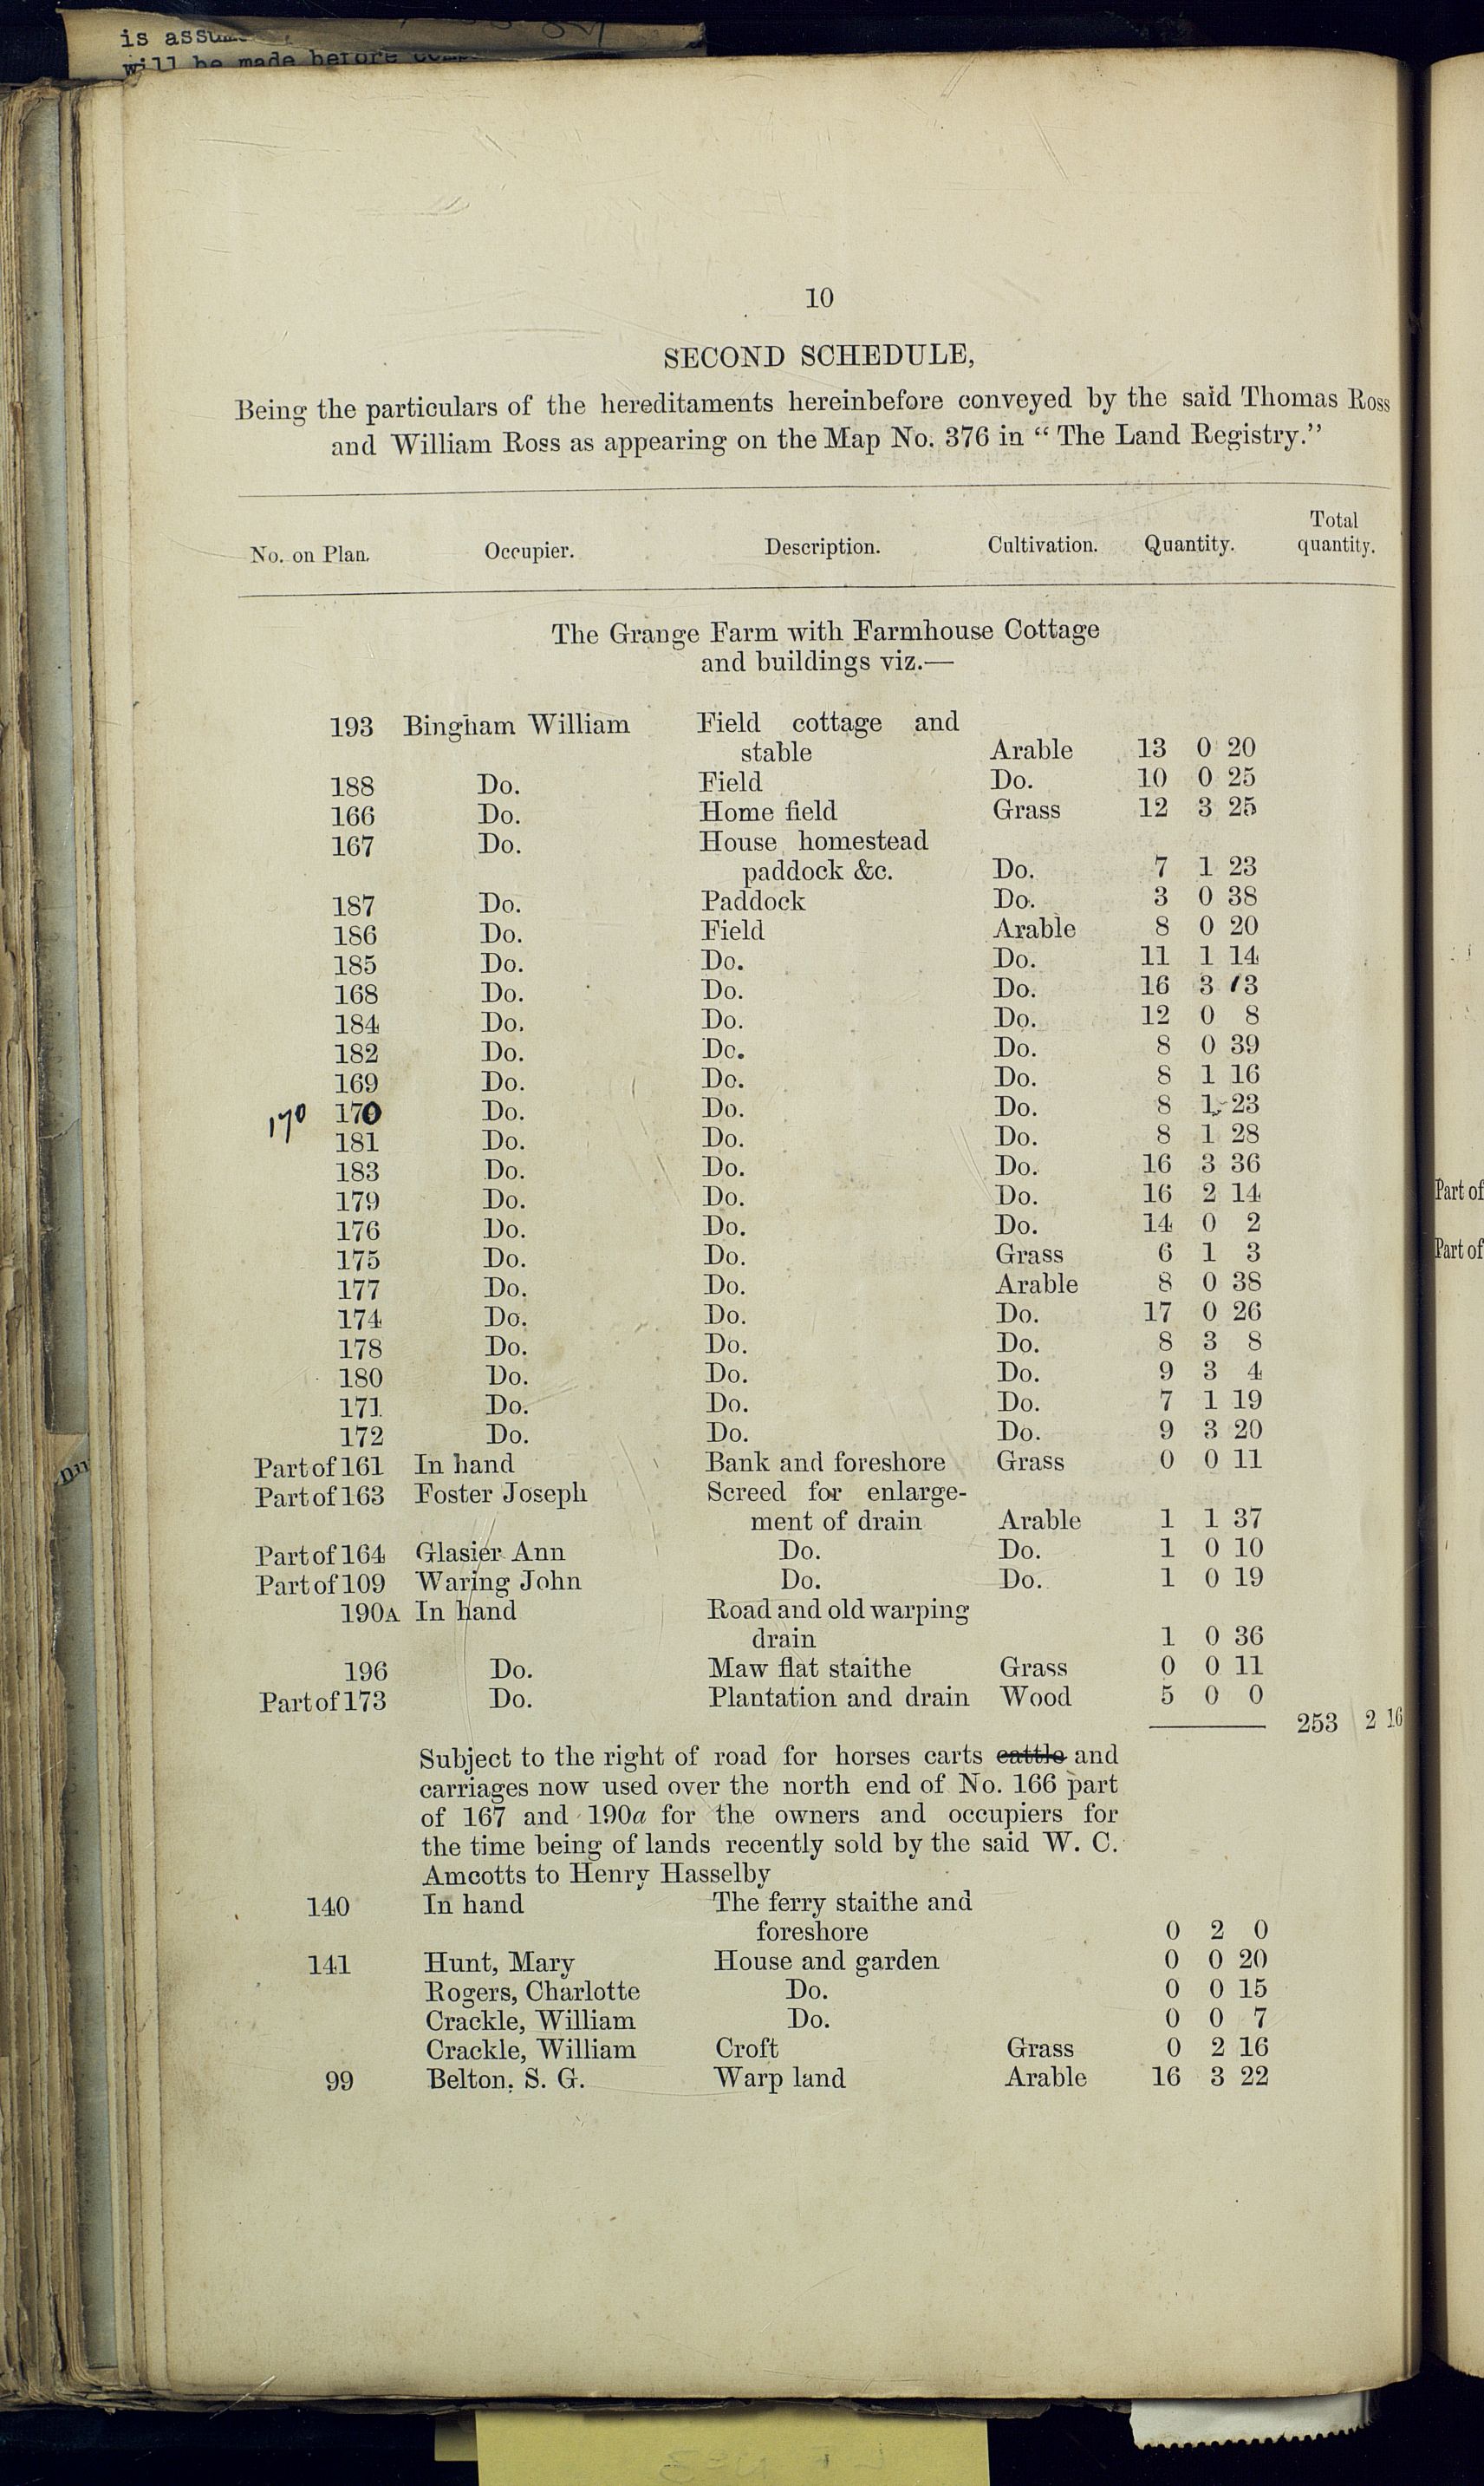 is assum
will be made before comp
10
SECOND SCHEDULE,
Being the particulars of the hereditaments hereinbefore conveyed by the said Thomas Ross
and William Ross as appearing on the Map No. 376 in “ The Land Registry.”
No. on Plan. Occupier. Description. Cultivation. Quantity. Total quantity.
The Grange Farm with Farmhouse Cottage
and buildings viz.—
193 Bingham William Field cottage and
stable Arable 13 0 20
188 Do. Field Do. 10 0 25
166 Do. Home field Grass 12 3 25
167 Do. House homestead
paddock &c. Do. 7 1 23
187 Do. Paddock Do. 3 0 38
186 Do. Field Arable 8 0 20
185 Do. Do. Do. 11 1 14
168 Do. Do. Do. 16 3 13
184 Do. Do. Do. 12 0 8
182 Do. Do. Do. 8 0 39
169 Do. Do. Do. 8 1 16
170 170 Do. Do. Do. 8 1 23
181 Do. Do. Do. 8 1 28
183 Do. Do. Do. 16 3 36
179 Do. Do. Do. 16 2 14
176 Do. Do. Do. 14 0 2
175 Do. Do. Grass 6 1 3
177 Do. Do. Arable 8 0 38
174 Do. Do. Do. 17 0 26
178 Do. Do. Do. 8 3 8
180 Do. Do. Do. 9 3 4
171 Do. Do. Do. 7 1 19
172 Do. Do. Do. 9 3 20
Part of 161 In hand Bank and foreshore Grass 0 0 11
Part of 163 Foster Joseph Screed for enlarge-
ment of drain Arable 1 1 37
Part of 164 Glasier Ann Do. Do. 1 0 10
Part of 109 Waring John Do. Do. 1 0 19
190A In hand Road and old warping
drain 1 0 36
196 Do. Maw flat staithe Grass 0 0 11
Part of 173 Do. Plantation and drain Wood 5 0 0
253 2 16
Subject to the right of road for horses carts cattle and
carriages now used over the north end of No. 166 part
of 167 and 190a for the owners and occupiers for
the time being of lands recently sold by the said W. C.
Amcotts to Henry Hasselby
140 In hand The ferry staithe and
foreshore 0 2 0
141 Hunt, Mary House and garden 0 0 20
Rogers, Charlotte Do. 0 0 15
Crackle, William Do. 0 0 7
Crackle, William Croft Grass 0 2 16
99 Belton, S. G. Warp land Arable 16 3 22
Part of
Part of